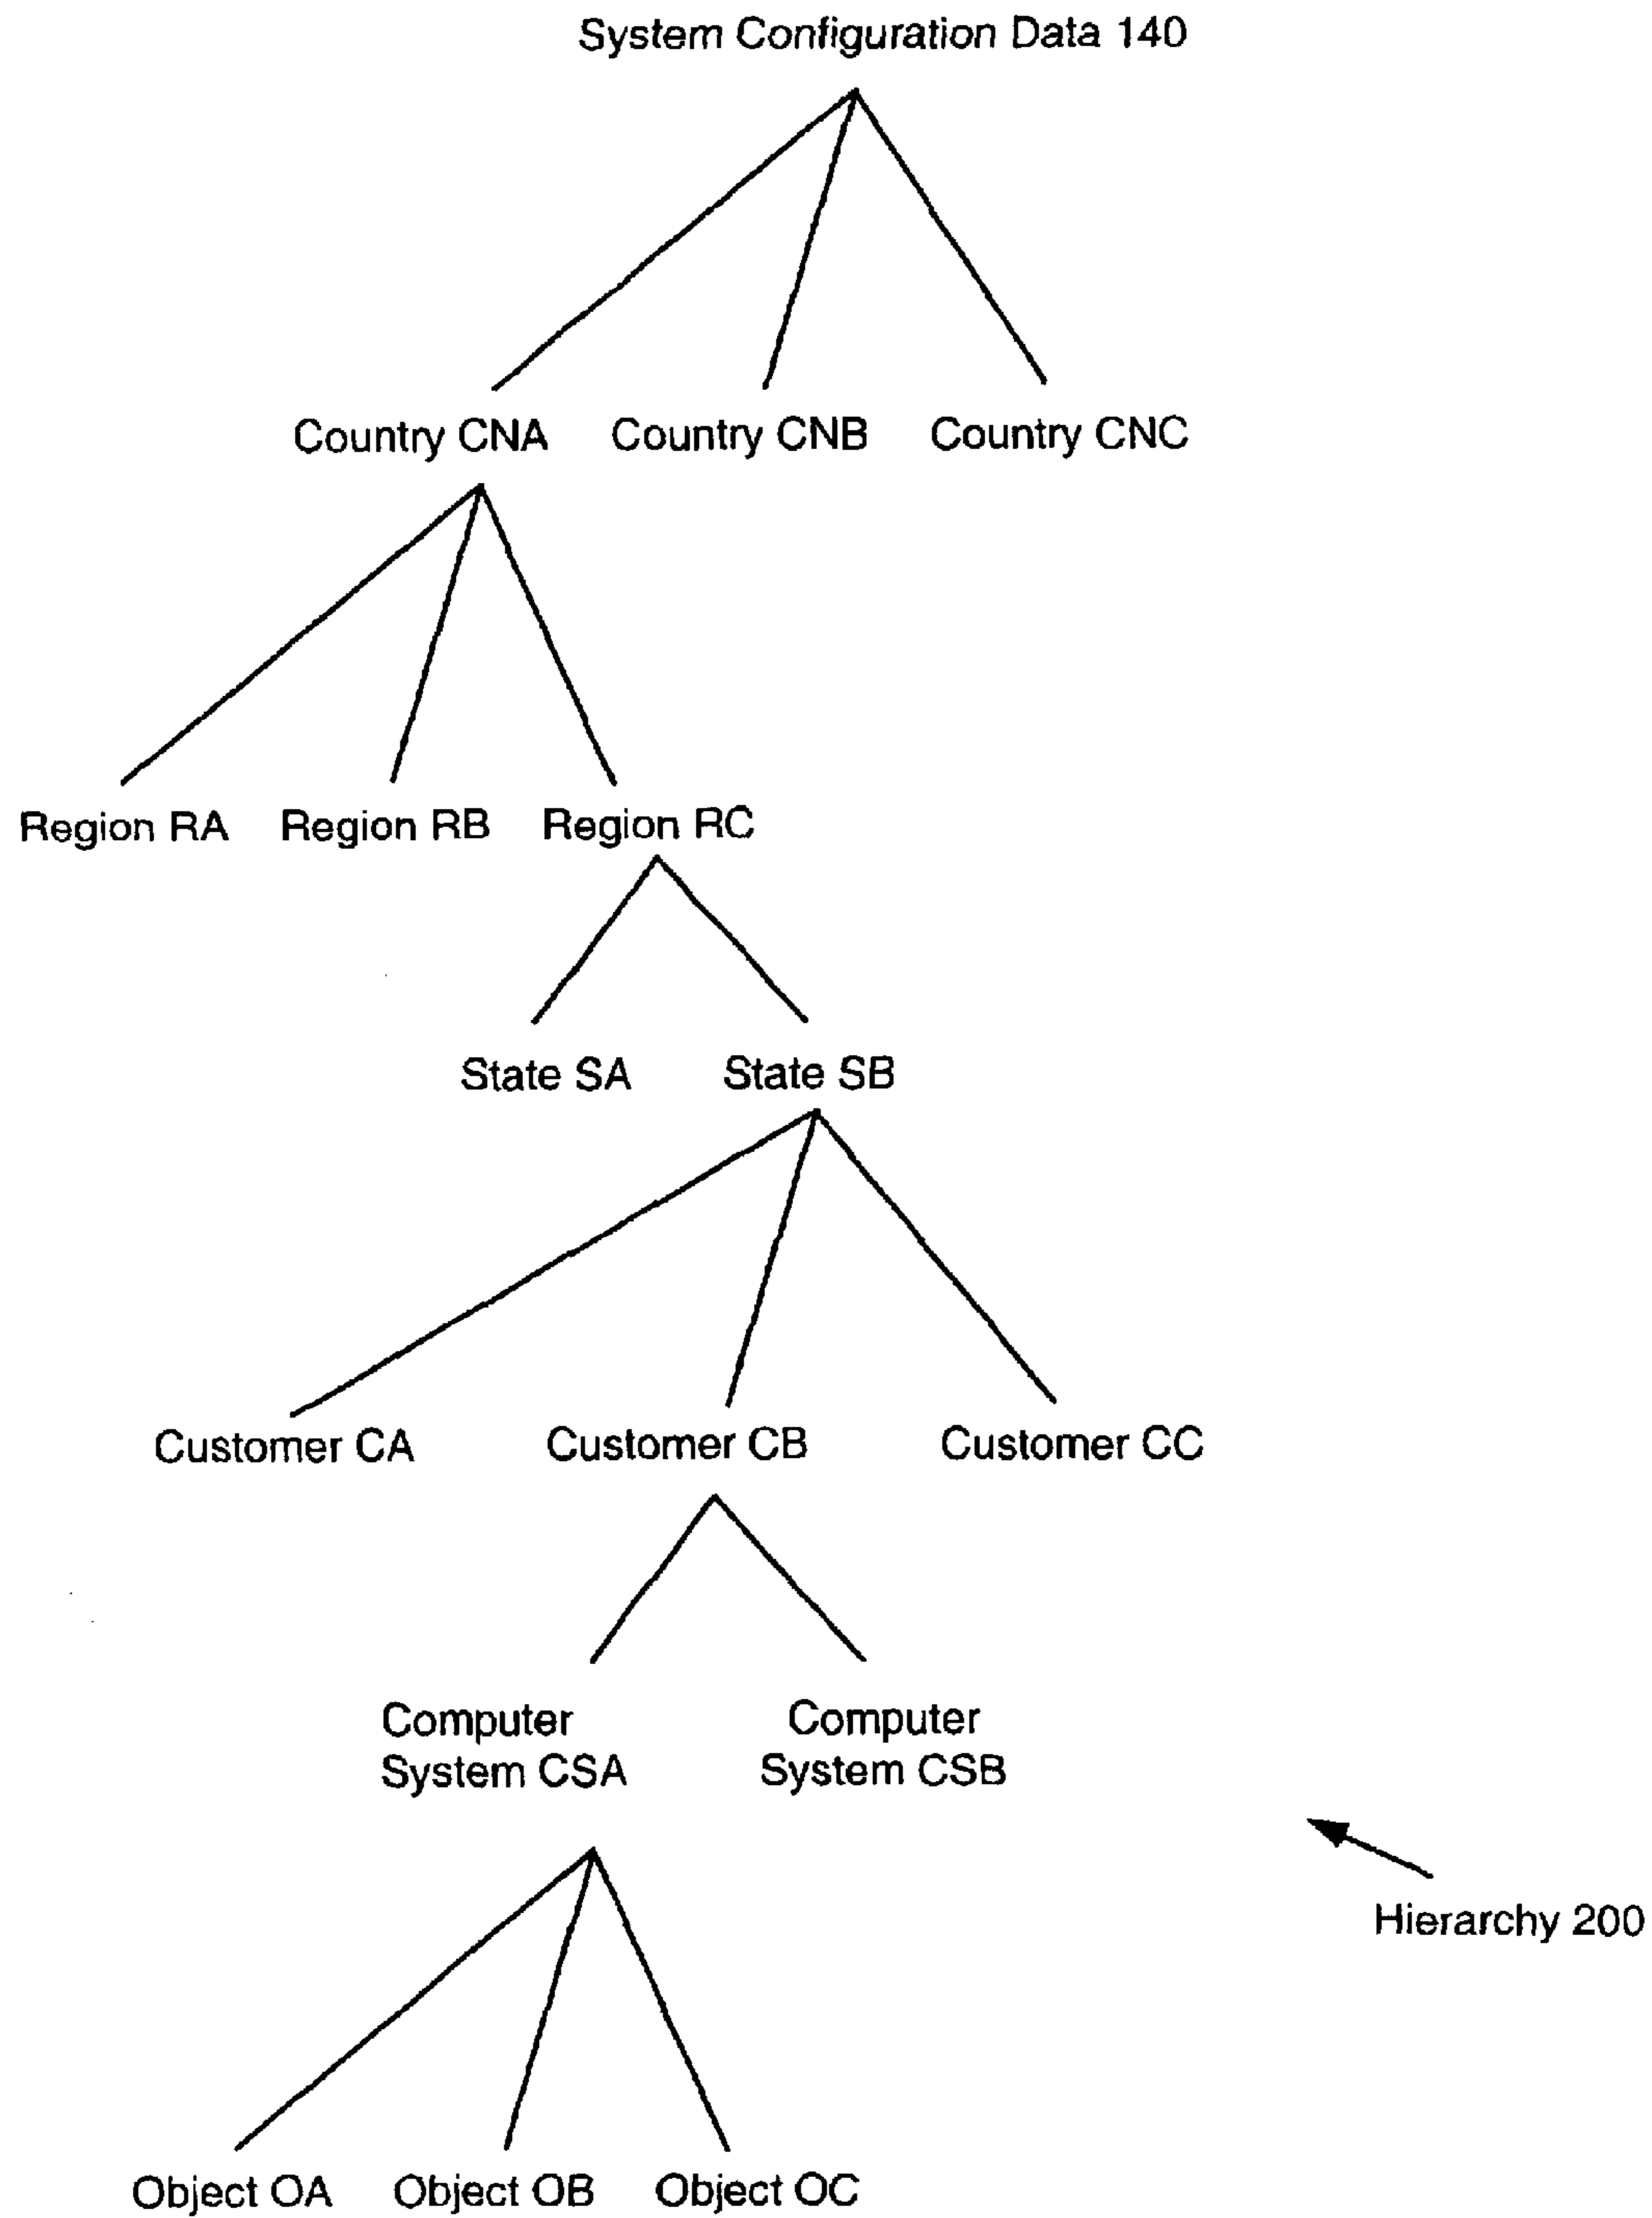 System Configuration Data 140
Country CNA
Country CNB
Country CNC
Region RA
Region RB
Region RC
State SA
State SB
Customer CA
Customer CB
Customer CC
Computer
System CSA
Computer
System CSB
Hierarchy 200
Object OA
Object OB
Object OC